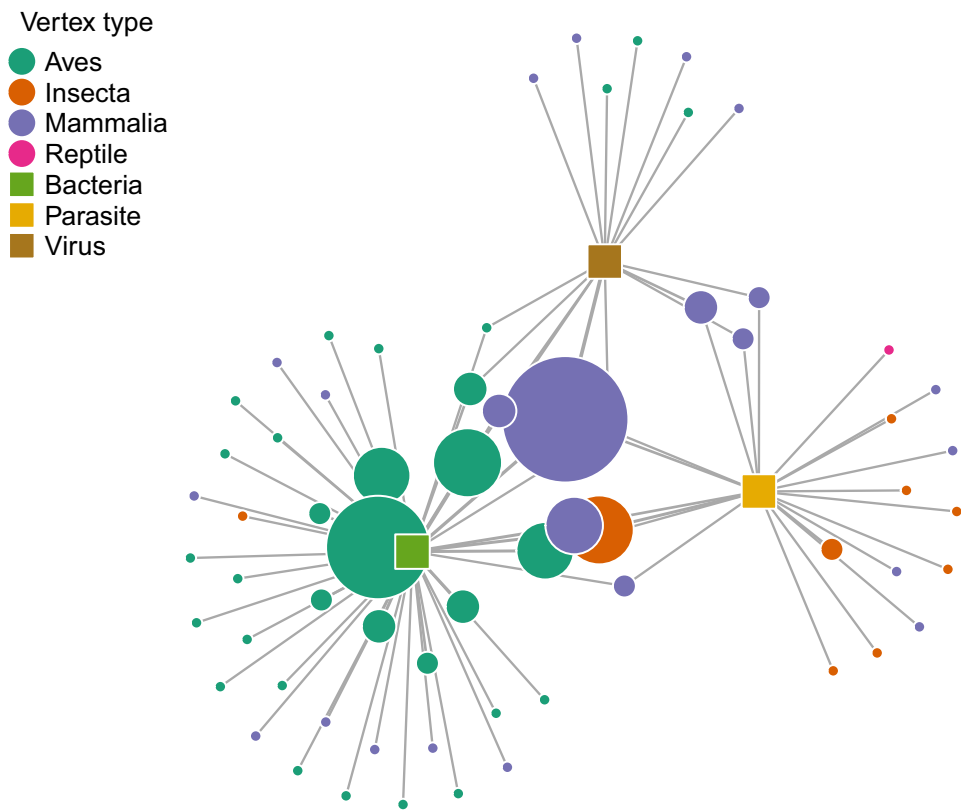 Vertex type
Aves
Insecta
Mammalia
Reptile
Bacteria
Parasite
Virus